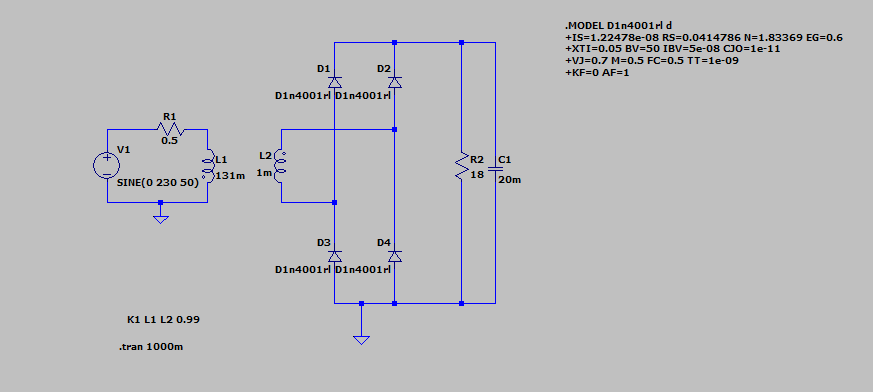 .MODEL D1n4001rl d
+IS=1.22478e-08 RS=0.0414786 N=1.83369 EG=0.6
+XTI=0.05 BV=50 IBV=5e-08 CJO=1e-11
+VJ=0.7 M=0.5 FC=0.5 TT=1e-09
+KF=0 AF=1
D1
D2
D1n4001rl
D1n4001rl
R1
0.5
V1
SINE(0 230 50)
L1
131m
L2
1m
R2
18
C1
20m
D3
D4
D1n4001rl
D1n4001rl
K1 L1 L2 0.99
.tran 1000m